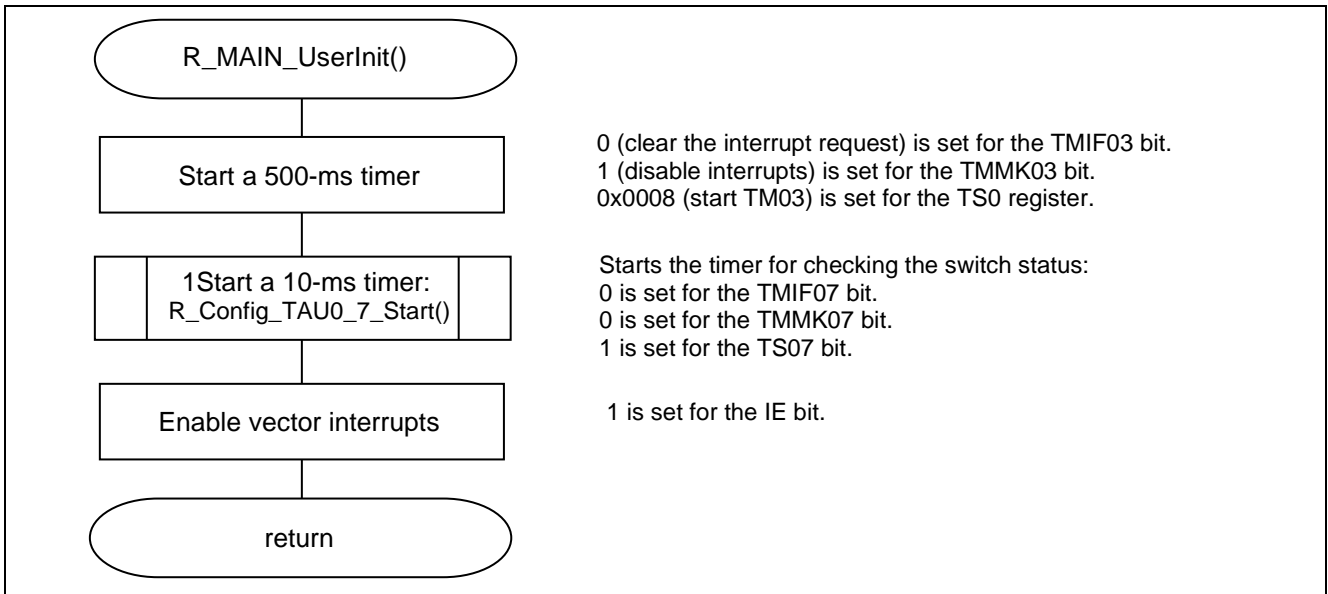 R_MAIN_UserInit()
Start a 500-ms timer
0 (clear the interrupt request) is set for the TMIF03 bit.
1 (disable interrupts) is set for the TMMK03 bit.
0x0008 (start TM03) is set for the TS0 register.
1Start a 10-ms timer:
R_Config_TAU0_7_Start()
Starts the timer for checking the switch status:
0 is set for the TMIF07 bit.
0 is set for the TMMK07 bit.
1 is set for the TS07 bit.
Enable vector interrupts
1 is set for the IE bit.
return